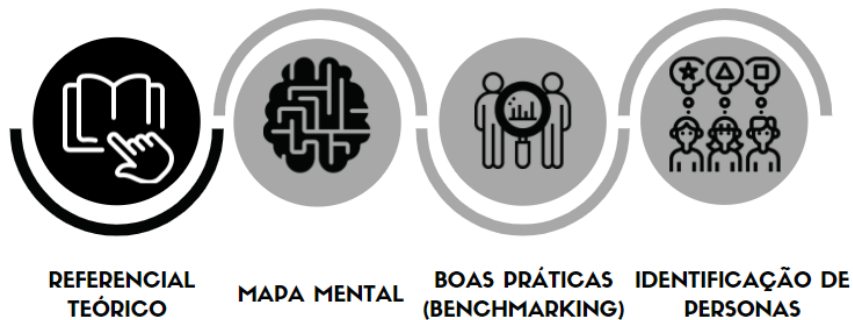 REFERENCIAL
TEÓRICO
MAPA MENTAL
BOAS PRÁTICAS
(BENCHMARKING)
IDENTIFICAÇÃO DE
PERSONAS